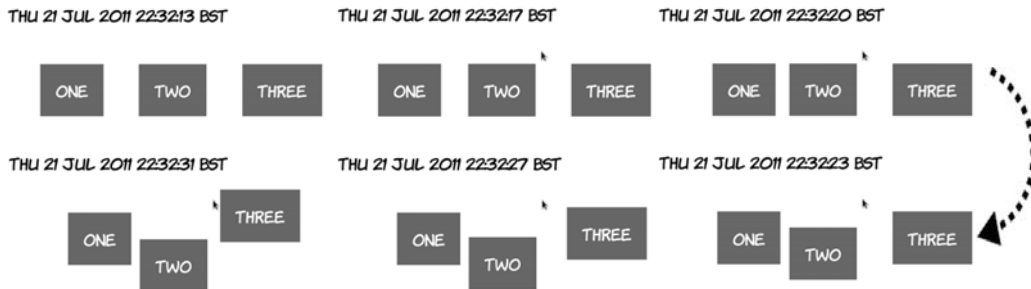 THU 21 JUL 2011 22:32:13 BST
THU 21 JUL 2011 22:32:17 BST
THU 21 JUL 2011 22:32:20 BST
ONE
TWO
THREE
ONE
TWO
THREE
ONE
TWO
THREE
THU 21 JUL 2011 22:32:31 BST
THU 21 JUL 2011 22:32:27 BST
THU 21 JUL 2011 22:32:23 BST
ONE
TWO
THREE
ONE
TWO
THREE
ONE
TWO
THREE